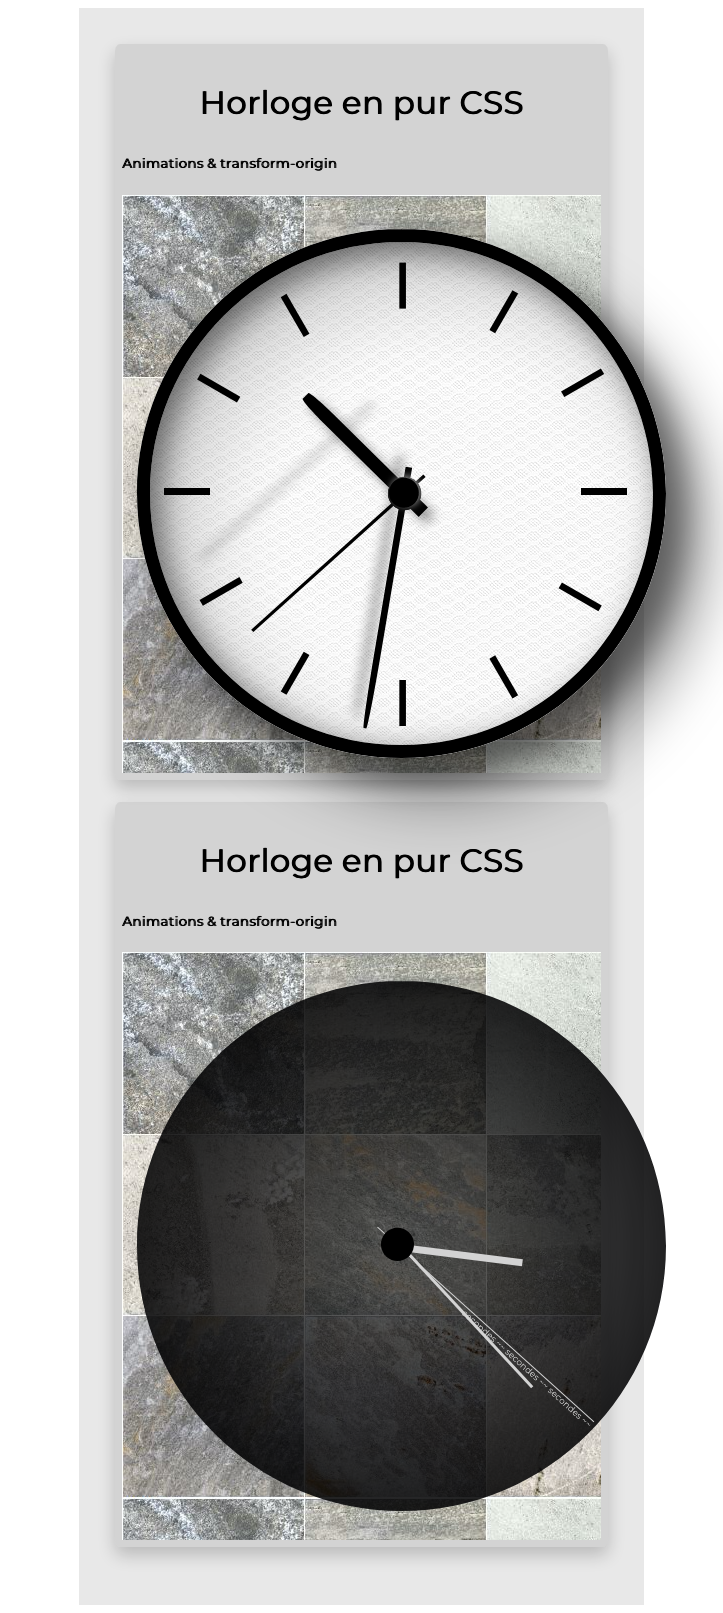 Horloge en pur CSS
Animations & transform-origin
Horloge en pur CSS
Animations & transform-origin
secondes ~~ secondes ~~ secondes ~~